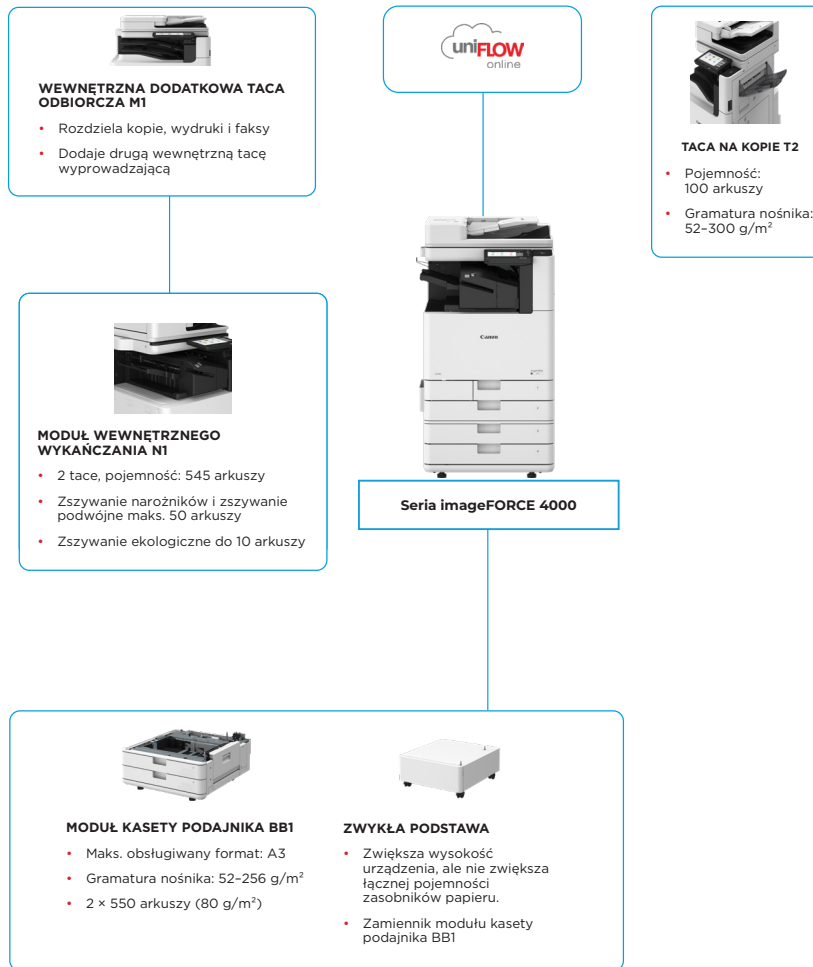 WEWNĘTRZNA DODATKOWA TACA
ODBIORCZA M1
• Rozdziela kopie, wydruki i faksy
• Dodaje drugą wewnętrzną tacę
wyprowadzającą
uniFLOW
online
TACA NA KOPIE T2
• Pojemność:
100 arkuszy
• Gramatura nośnika:
52–300 g/m²
MODUŁ WEWNĘTRZNEGO
WYKAŃCZANIA N1
• 2 tace, pojemność: 545 arkuszy
• Zszywanie narożników i zszywanie
podwójne maks. 50 arkuszy
• Zszywanie ekologiczne do 10 arkuszy
Canon
Seria imageFORCE 4000
MODUŁ KASETY PODAJNIKA BB1
• Maks. obsługiwany format: A3
• Gramatura nośnika: 52–256 g/m²
• 2 × 550 arkuszy (80 g/m²)
ZWYKŁA PODSTAWA
• Zwiększa wysokość
urządzenia, ale nie zwiększa
łącznej pojemności
zasobników papieru.
• Zamiennik modułu kasety
podajnika BB1